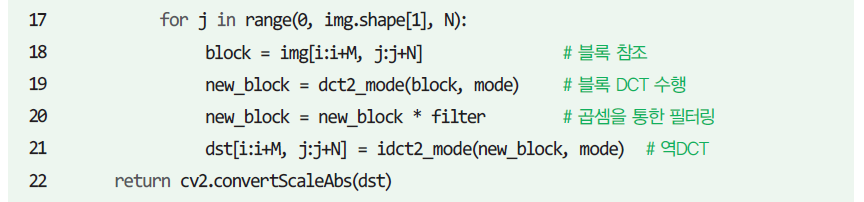 17 for j in range(0, img.shape[1], N):
18 block = img[i:i+M, j:j+N] # 블록 참조
19 new_block = dct2_mode(block, mode) # 블록 DCT 수행
20 new_block = new_block * filter # 곱셈을 통한 필터링
21 dst[i:i+M, j:j+N] = idct2_mode(new_block, mode) # 역DCT
22 return cv2.convertScaleAbs(dst)